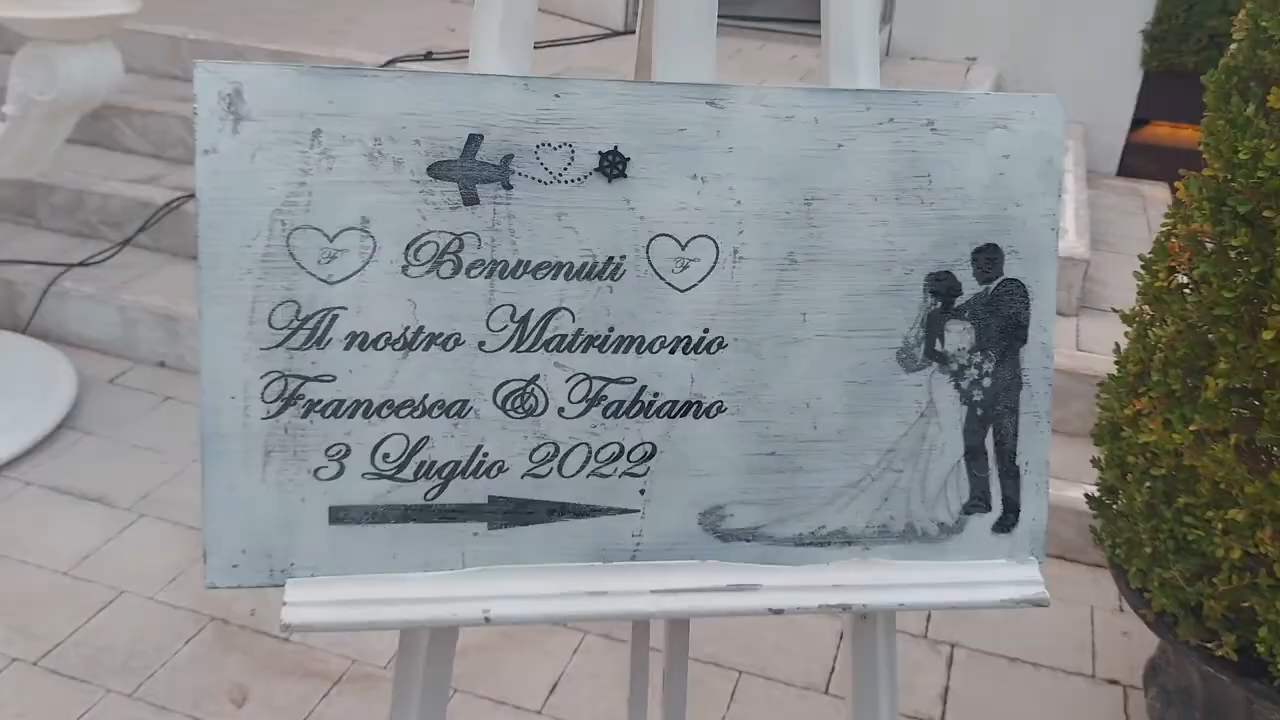 F Benvenuti F
Al nostro Matrimonio
Francesca & Fabiano
3 Luglio 2022